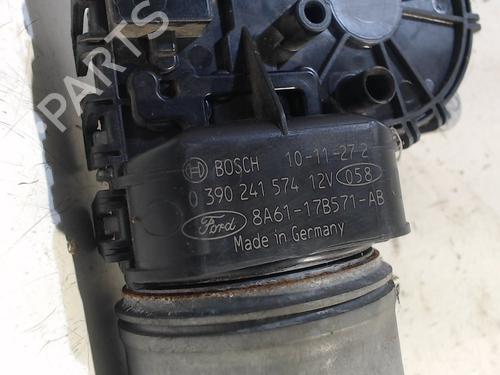 PARTS
BOSCH 10-11-27-2
0 390 241 574 12V 058
Ford 8A61-17B571-AB
Made in Germany